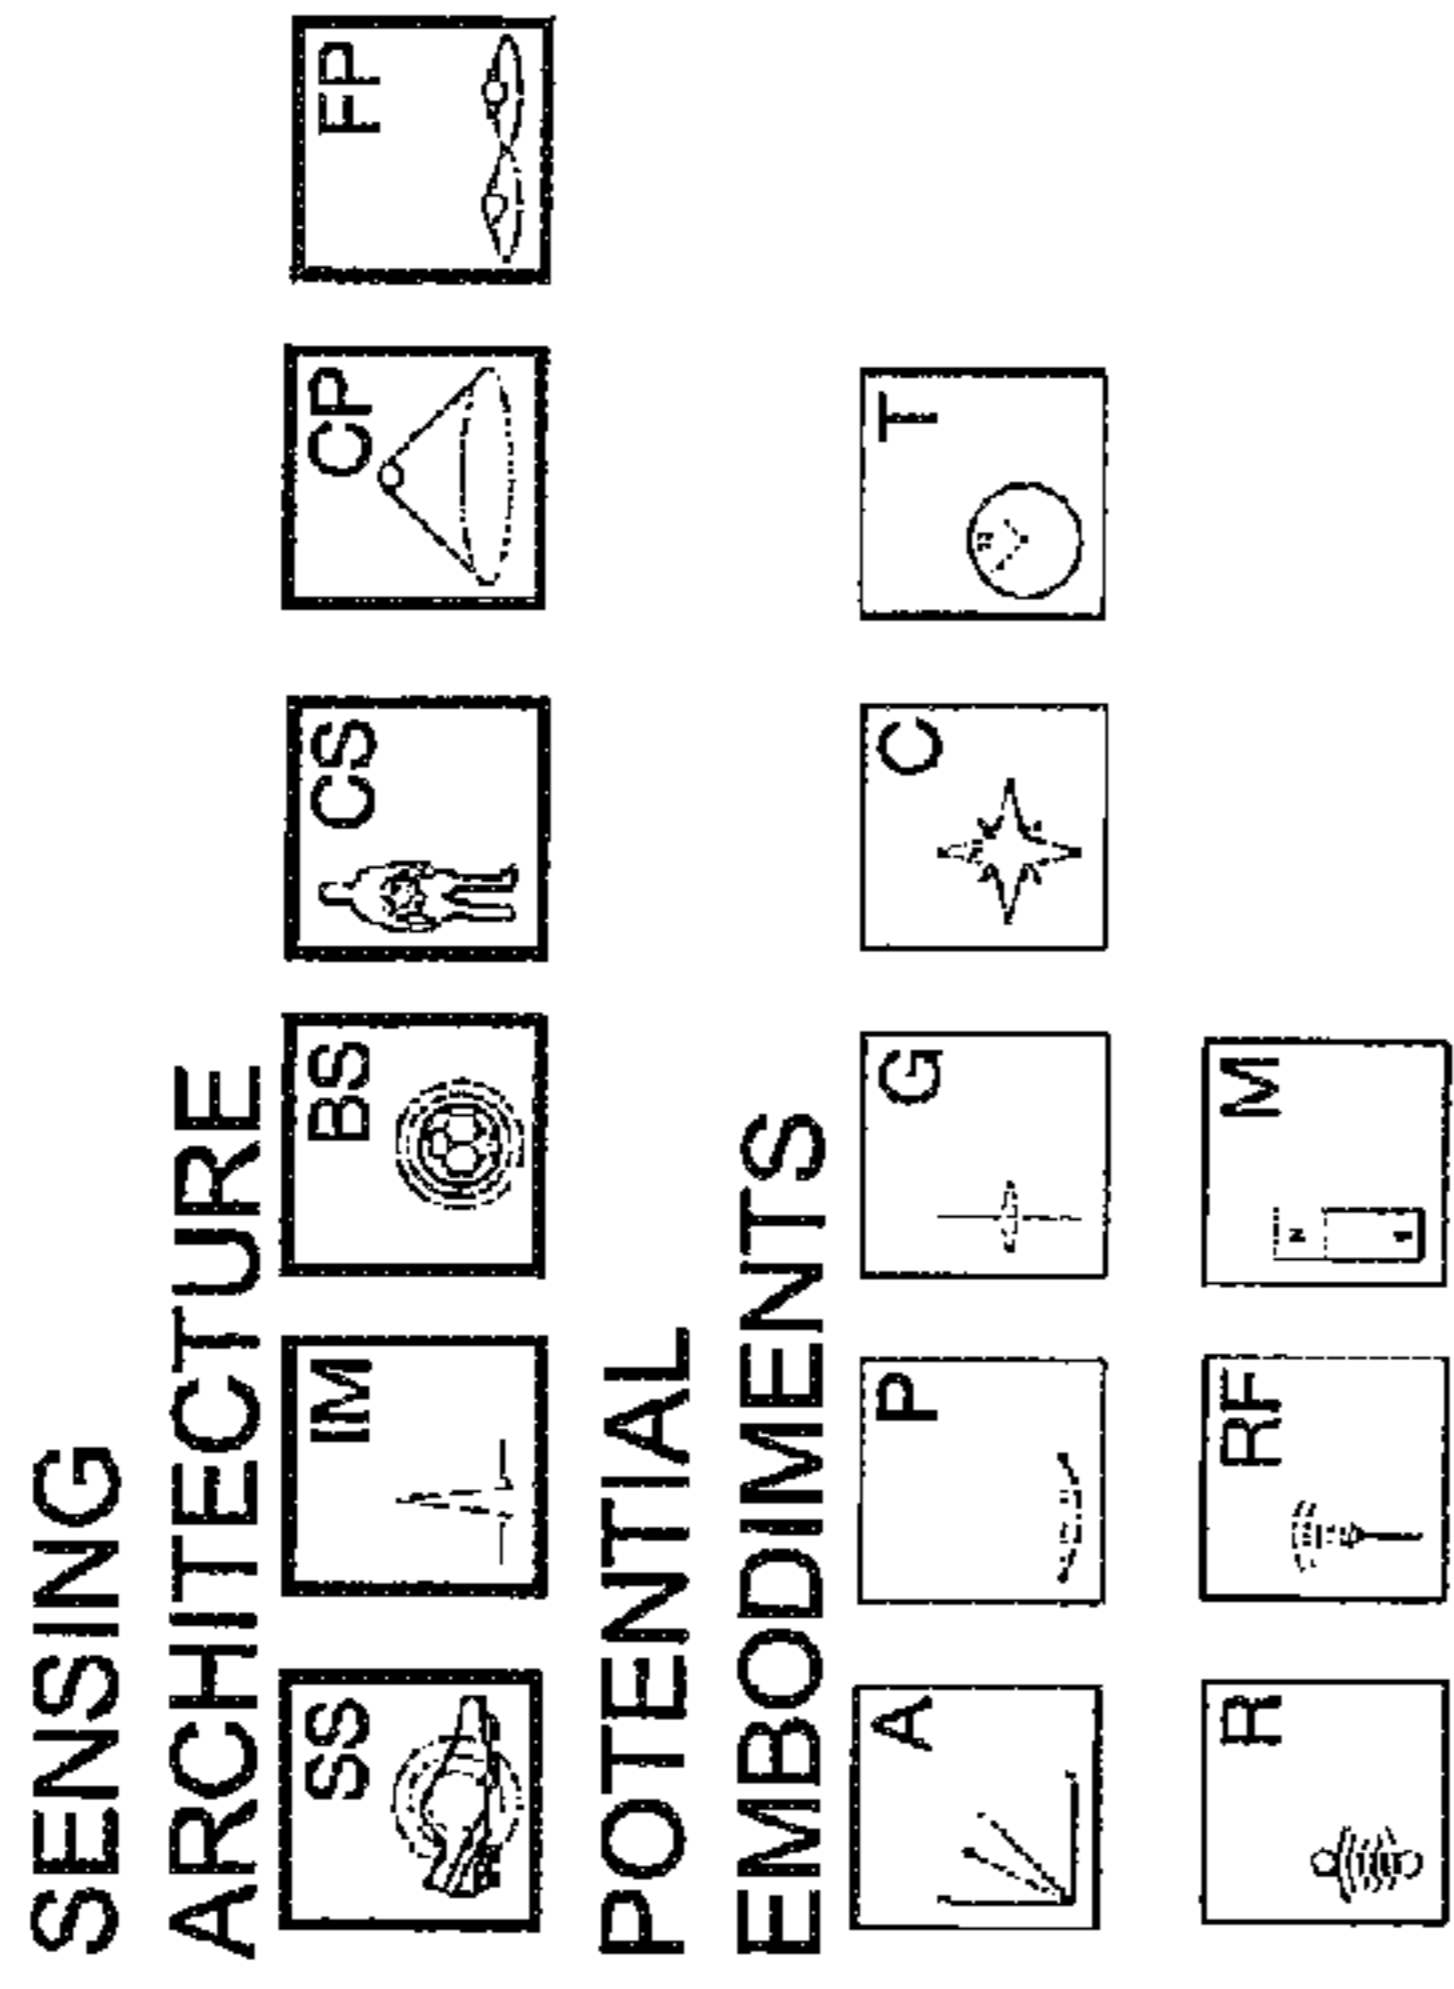 SENSING
ARCHITECTURE
SS IM BS CS CP FP
POTENTIAL
EMBODIMENTS
A P G C T
R RF M